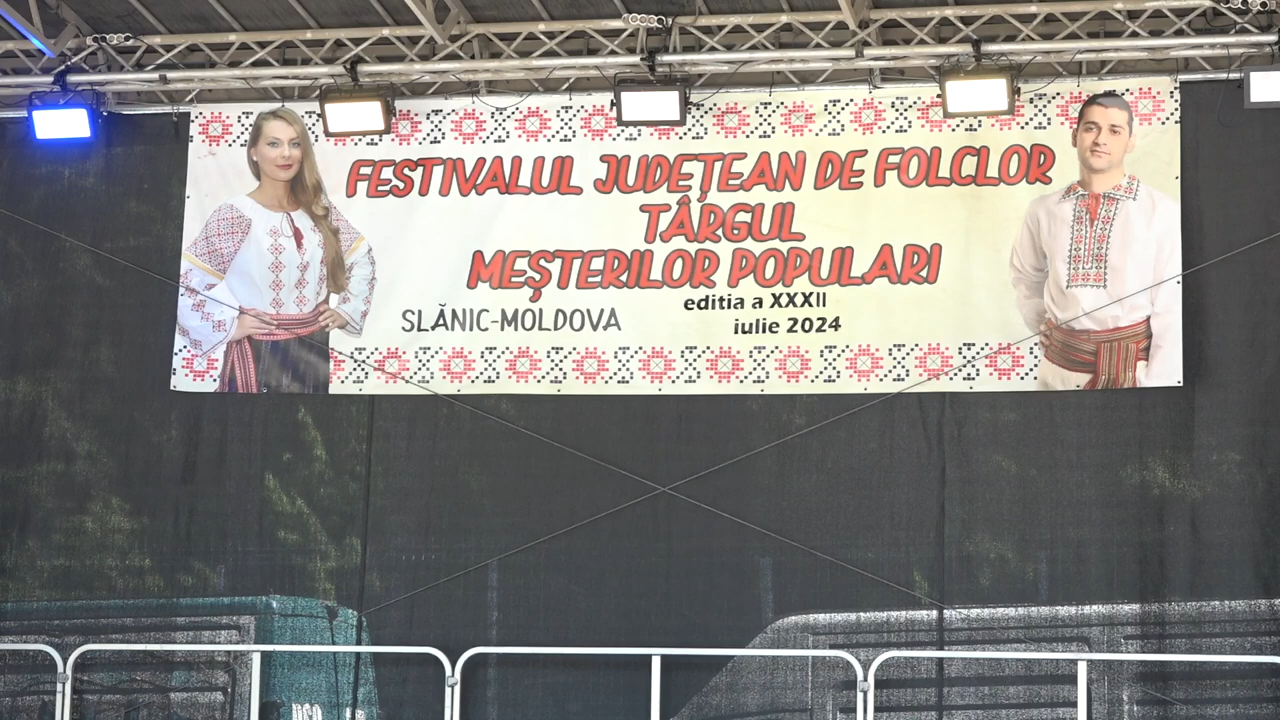 FESTIVALUL JUDEȚEAN DE FOLCLOR
TÂRGUL
MEȘTERILOR POPULARI
SLĂNIC-MOLDOVA
editia a XXXII
iulie 2024